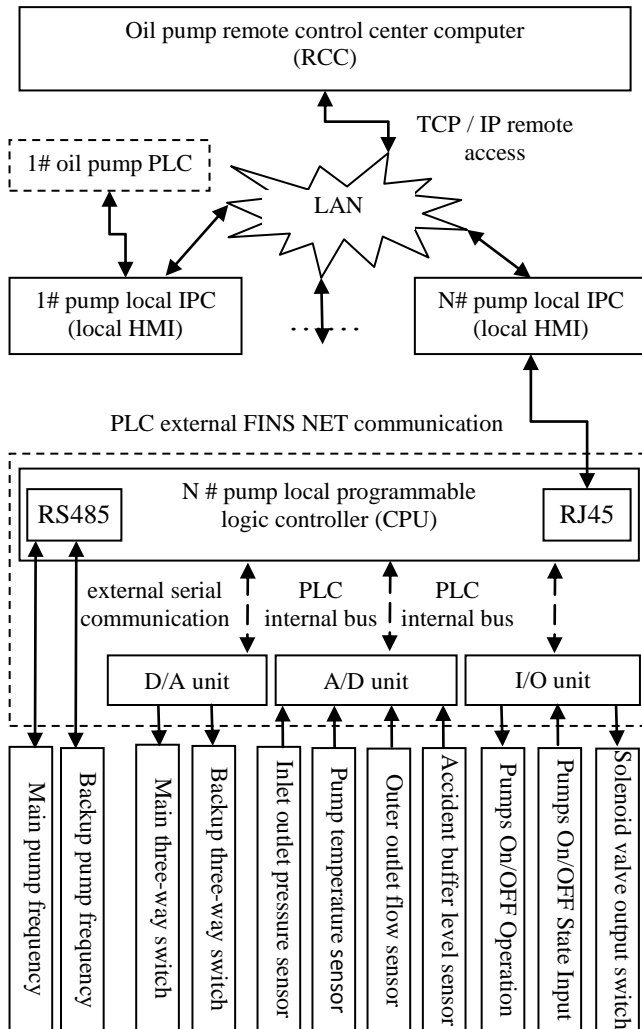 Oil pump remote control center computer
(RCC)
TCP / IP remote
access
1# oil pump PLC
LAN
1# pump local IPC
(local HMI)
......
N# pump local IPC
(local HMI)
PLC external FINS NET communication
RS485
N # pump local programmable
logic controller (CPU)
RJ45
external serial
communication
PLC
internal bus
PLC
internal bus
D/A unit
A/D unit
I/O unit
Main pump frequency
Backup pump frequency
Main three-way switch
Backup three-way switch
Inlet outlet pressure sensor
Pump temperature sensor
Outer outlet flow sensor
Accident buffer level sensor
Pumps On/OFF Operation
Pumps On/OFF State Input
Solenoid valve output switch